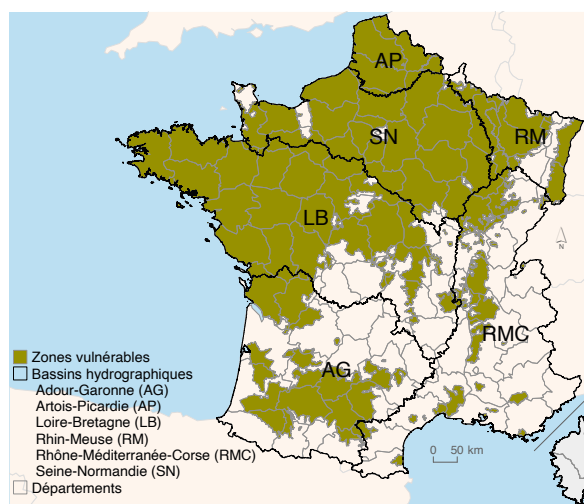 AP
SN
RM
LB
N
RMC
AG
Zones vulnérables
Bassins hydrographiques
Adour-Garonne (AG)
Artois-Picardie (AP)
Loire-Bretagne (LB)
Rhin-Meuse (RM)
Rhône-Méditerranée-Corse (RMC)
Seine-Normandie (SN)
Départements
0 50 km